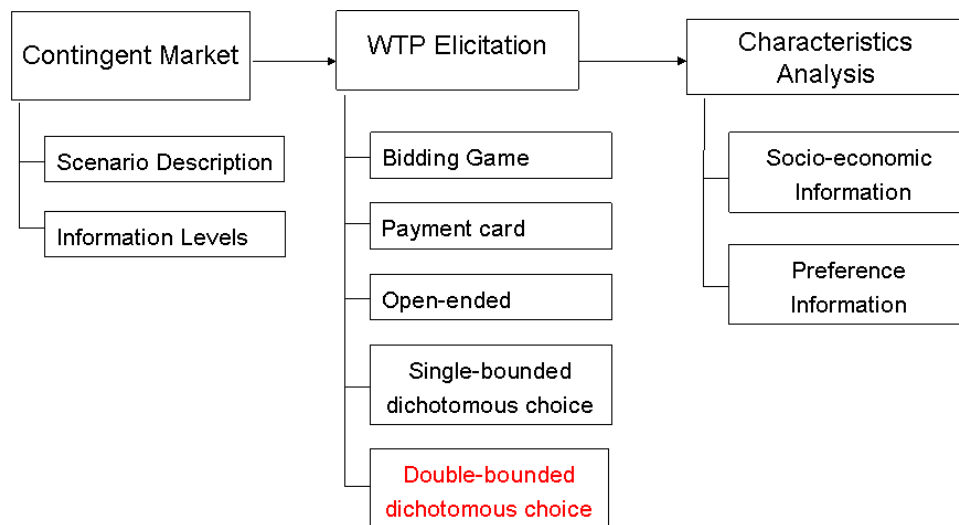 Contingent Market
Scenario Description
Information Levels
WTP Elicitation
Bidding Game
Payment card
Open-ended
Single-bounded
dichotomous choice
Double-bounded
dichotomous choice
Characteristics
Analysis
Socio-economic
Information
Preference
Information